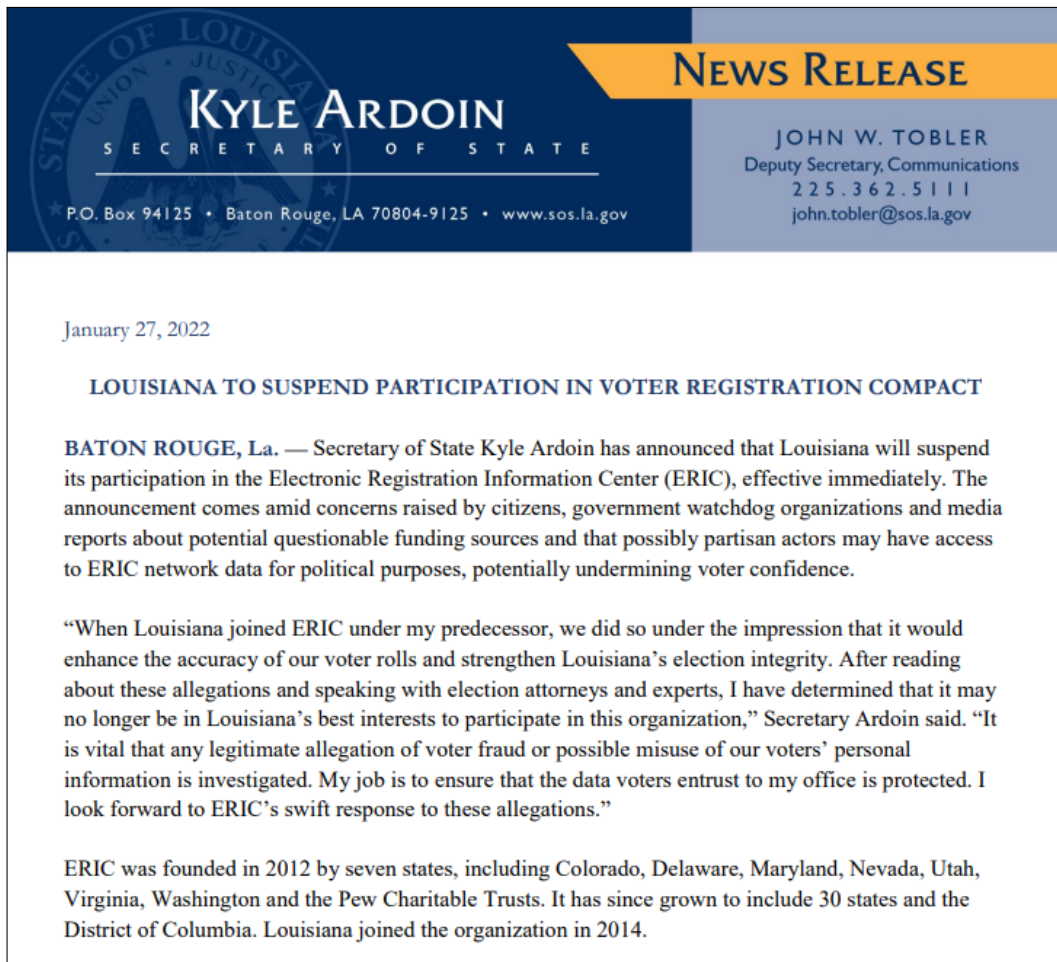 STATE OF LOUISIANA
UNION · JUSTICE
KYLE ARDOIN
SECRETARY OF STATE
P.O. Box 94125 • Baton Rouge, LA 70804-9125 • www.sos.la.gov
NEWS RELEASE
JOHN W. TOBLER
Deputy Secretary, Communications
225.362.5111
john.tobler@sos.la.gov
January 27, 2022
LOUISIANA TO SUSPEND PARTICIPATION IN VOTER REGISTRATION COMPACT
BATON ROUGE, La. — Secretary of State Kyle Ardoin has announced that Louisiana will suspend
its participation in the Electronic Registration Information Center (ERIC), effective immediately. The
announcement comes amid concerns raised by citizens, government watchdog organizations and media
reports about potential questionable funding sources and that possibly partisan actors may have access
to ERIC network data for political purposes, potentially undermining voter confidence.
“When Louisiana joined ERIC under my predecessor, we did so under the impression that it would
enhance the accuracy of our voter rolls and strengthen Louisiana’s election integrity. After reading
about these allegations and speaking with election attorneys and experts, I have determined that it may
no longer be in Louisiana’s best interests to participate in this organization,” Secretary Ardoin said. “It
is vital that any legitimate allegation of voter fraud or possible misuse of our voters’ personal
information is investigated. My job is to ensure that the data voters entrust to my office is protected. I
look forward to ERIC’s swift response to these allegations.”
ERIC was founded in 2012 by seven states, including Colorado, Delaware, Maryland, Nevada, Utah,
Virginia, Washington and the Pew Charitable Trusts. It has since grown to include 30 states and the
District of Columbia. Louisiana joined the organization in 2014.